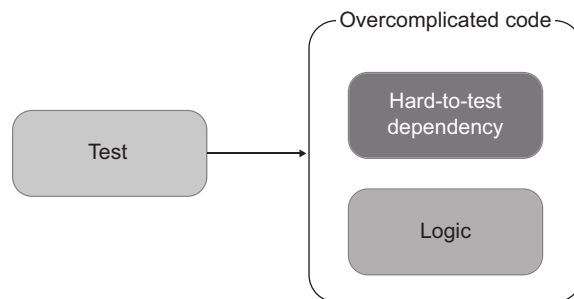 Overcomplicated code
Hard-to-test
dependency
Test
Logic